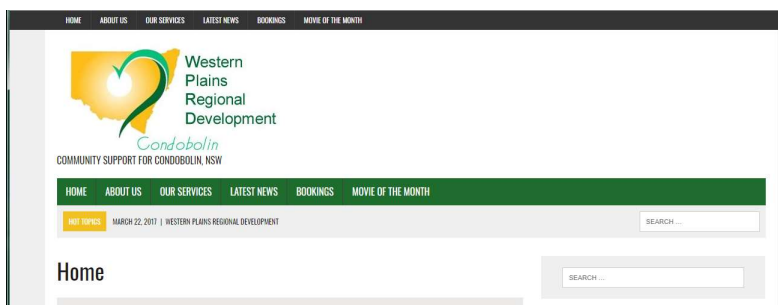 HOME ABOUT US OUR SERVICES LATEST NEWS BOOKINGS MOVIE OF THE MONTH
Western
Plains
Regional
Development
Condobolin
COMMUNITY SUPPORT FOR CONDOBOLIN, NSW
HOME ABOUT US OUR SERVICES LATEST NEWS BOOKINGS MOVIE OF THE MONTH
HOT TOPICS MARCH 22, 2017 | WESTERN PLAINS REGIONAL DEVELOPMENT SEARCH ...
Home SEARCH ...